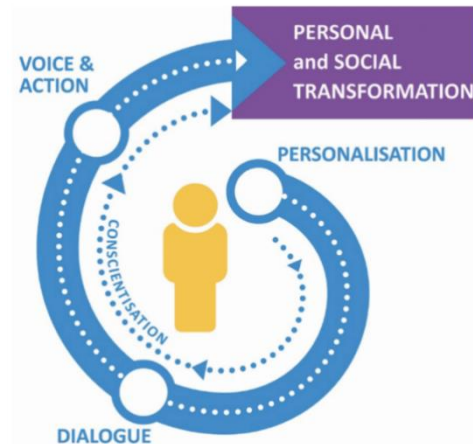 PERSONAL
and SOCIAL
TRANSFORMATION
VOICE &
ACTION
PERSONALISATION
CONSCIENTISATION
DIALOGUE